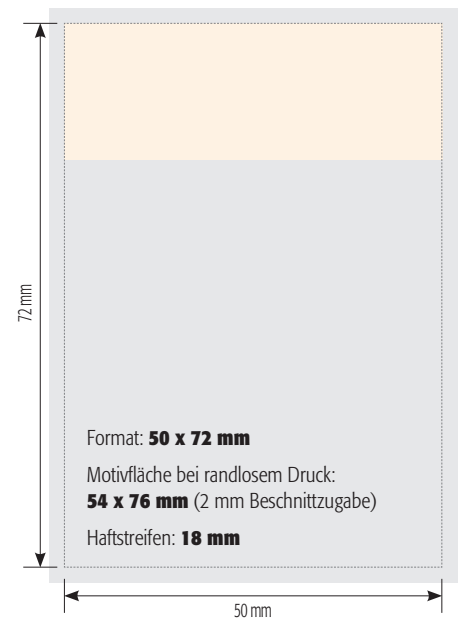 72 mm
Format: 50 x 72 mm
Motivfläche bei randlosem Druck:
54 x 76 mm (2 mm Beschnittzugabe)
Haftstreifen: 18 mm
50 mm